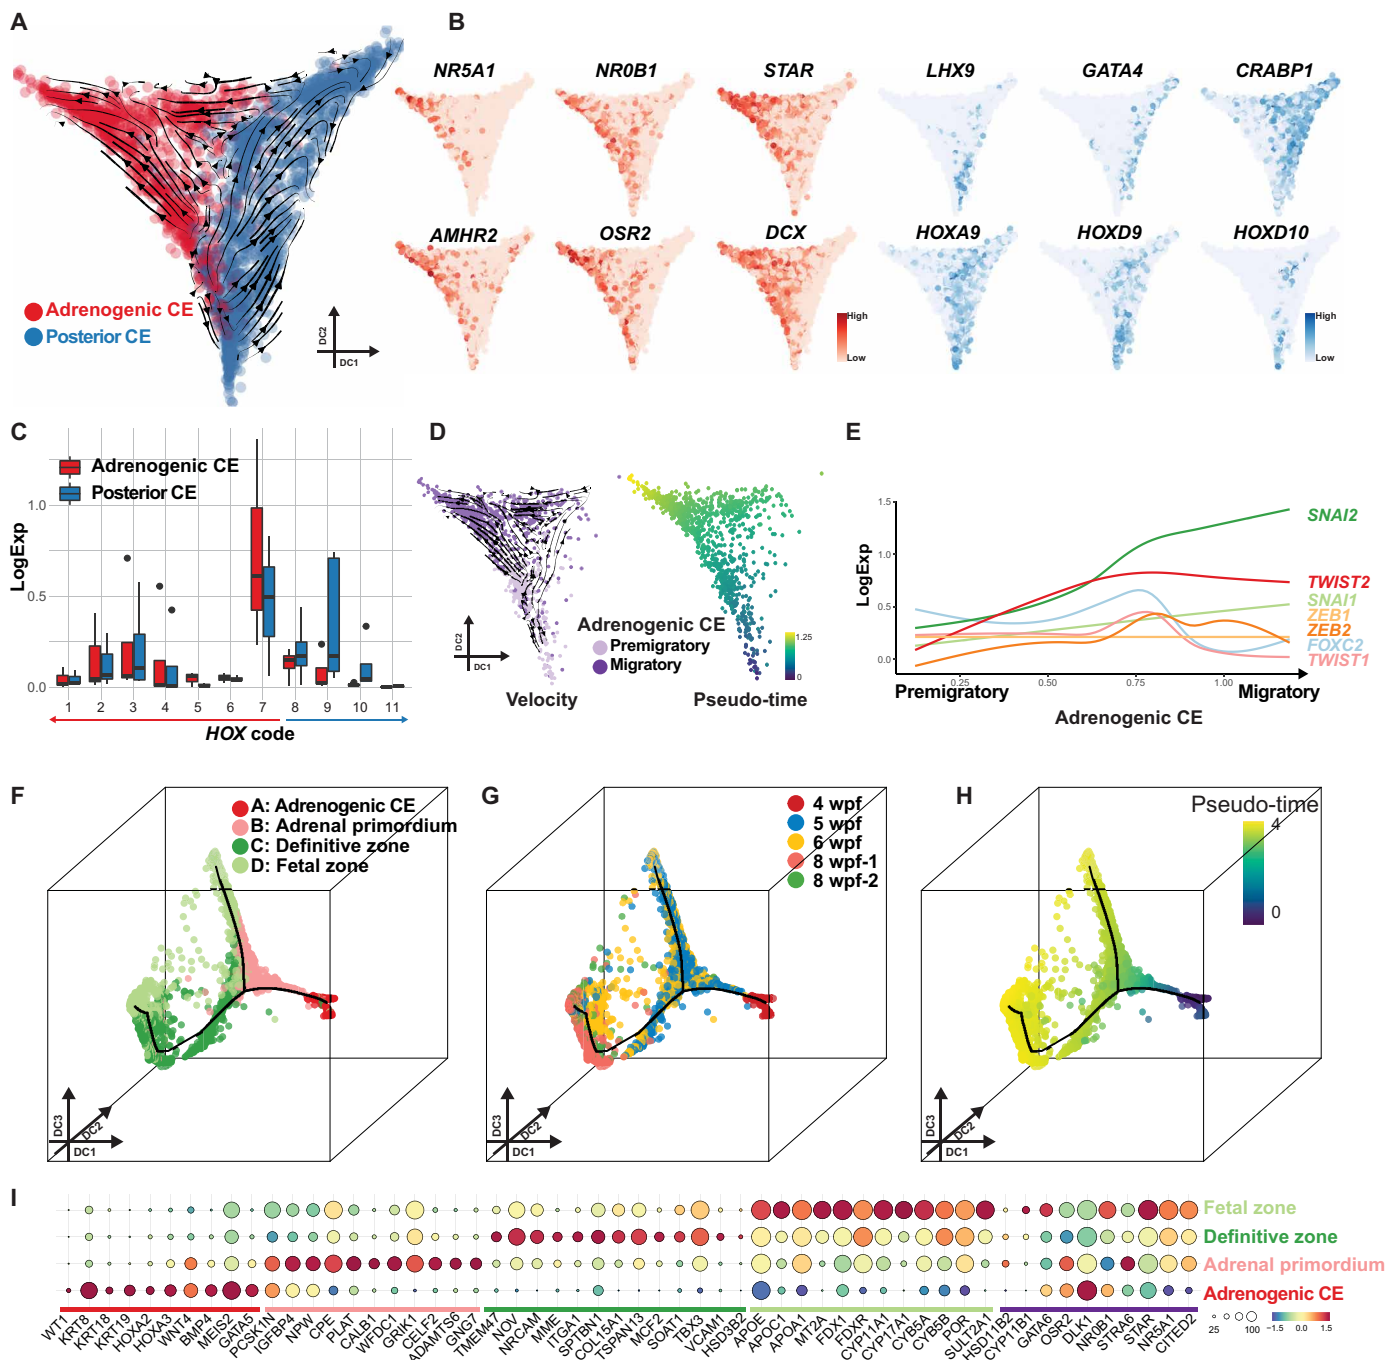 A
Adrenogenic CE
Posterior CE
DC2
DC1
B
NR5A1
NR0B1
STAR
LHX9
GATA4
CRABP1
AMHR2
OSR2
DCX
HOXA9
HOXD9
HOXD10
High
Low
High
Low
C
Adrenogenic CE
Posterior CE
LogExp
1.0
0.5
0.0
1 2 3 4 5 6 7 8 9 10 11
HOX code
D
DC2
DC1
Adrenogenic CE
Premigratory
Migratory
Velocity
1.25
0
Pseudo-time
E
LogExp
1.5
1.0
0.5
0.0
SNAI2
TWIST2
SNAI1
ZEB1
ZEB2
FOXC2
TWIST1
0.25 0.50 0.75 1.00
Premigratory
Migratory
Adrenogenic CE
F
A: Adrenogenic CE
B: Adrenal primordium
C: Definitive zone
D: Fetal zone
DC3
DC2
DC1
G
4 wpf
5 wpf
6 wpf
8 wpf-1
8 wpf-2
DC3
DC2
DC1
H
Pseudo-time
4
0
DC3
DC2
DC1
I
Fetal zone
Definitive zone
Adrenal primordium
Adrenogenic CE
WT1
KRT8
KRT18
KRT19
HOXA2
HOXA3
WNT4
BMP4
MEIS2
GATA5
PCSK1N
IGFBP4
NPW
CPE
PLAT
CALB1
WFDC1
GRIK1
CELF2
ADAMTS6
GNG7
TMEM47
NOV
NRCAM
MME
ITGA1
SPTBN1
COL15A1
TSPAN13
MCF2
SOAT1
TBX3
VCAM1
HSD3B2
APOE
APOC1
APOA1
MT2A
FDX1
FDXR
CYP11A1
CYP17A1
CYB5A
CYB5B
POR
SULT2A1
HSD11B2
CYP11B1
GATA6
OSR2
DLK1
NR0B1
STRA6
STAR
NR5A1
CITED2
25 100
−1.5 1.5